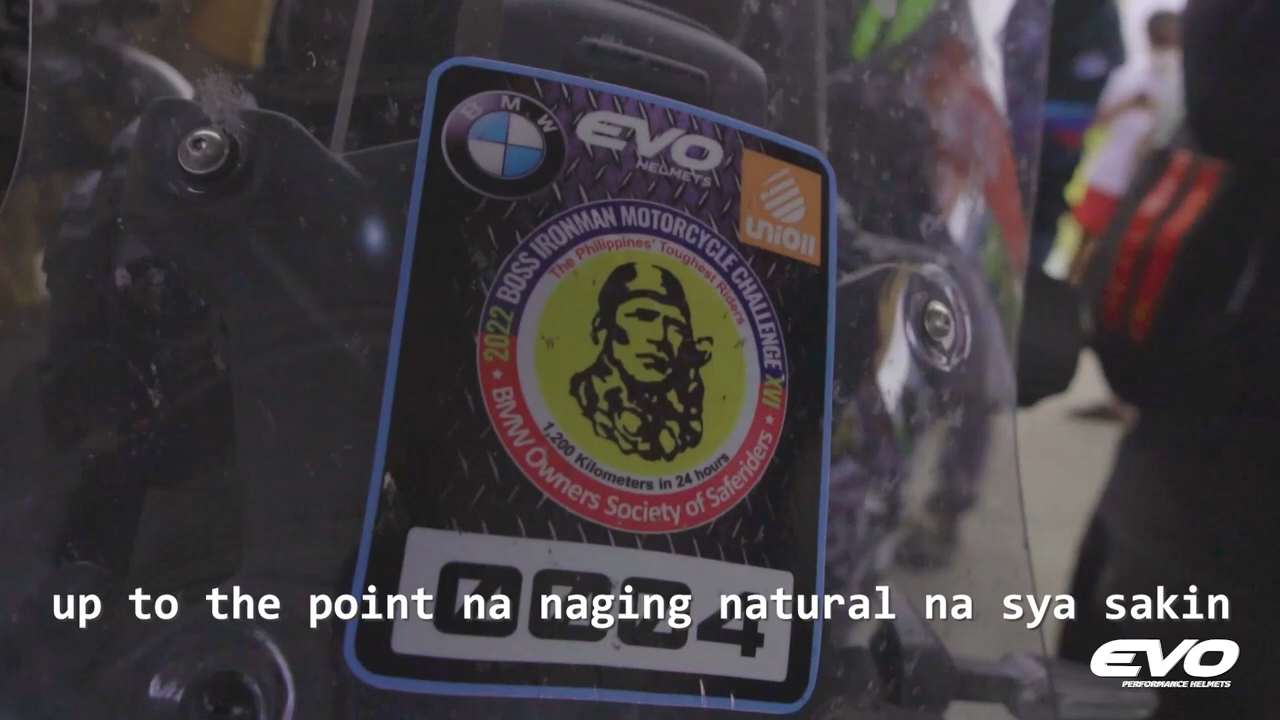 BMW
EVO
HELMETS
UNIOIL
2022 BOSS IRONMAN MOTORCYCLE CHALLENGE XVI
The Philippines' Toughest Riders
1,200 Kilometers in 24 hours
BMW Owners Society of Saferiders
0004
up to the point na naging natural na sya sakin
EVO
PERFORMANCE HELMETS